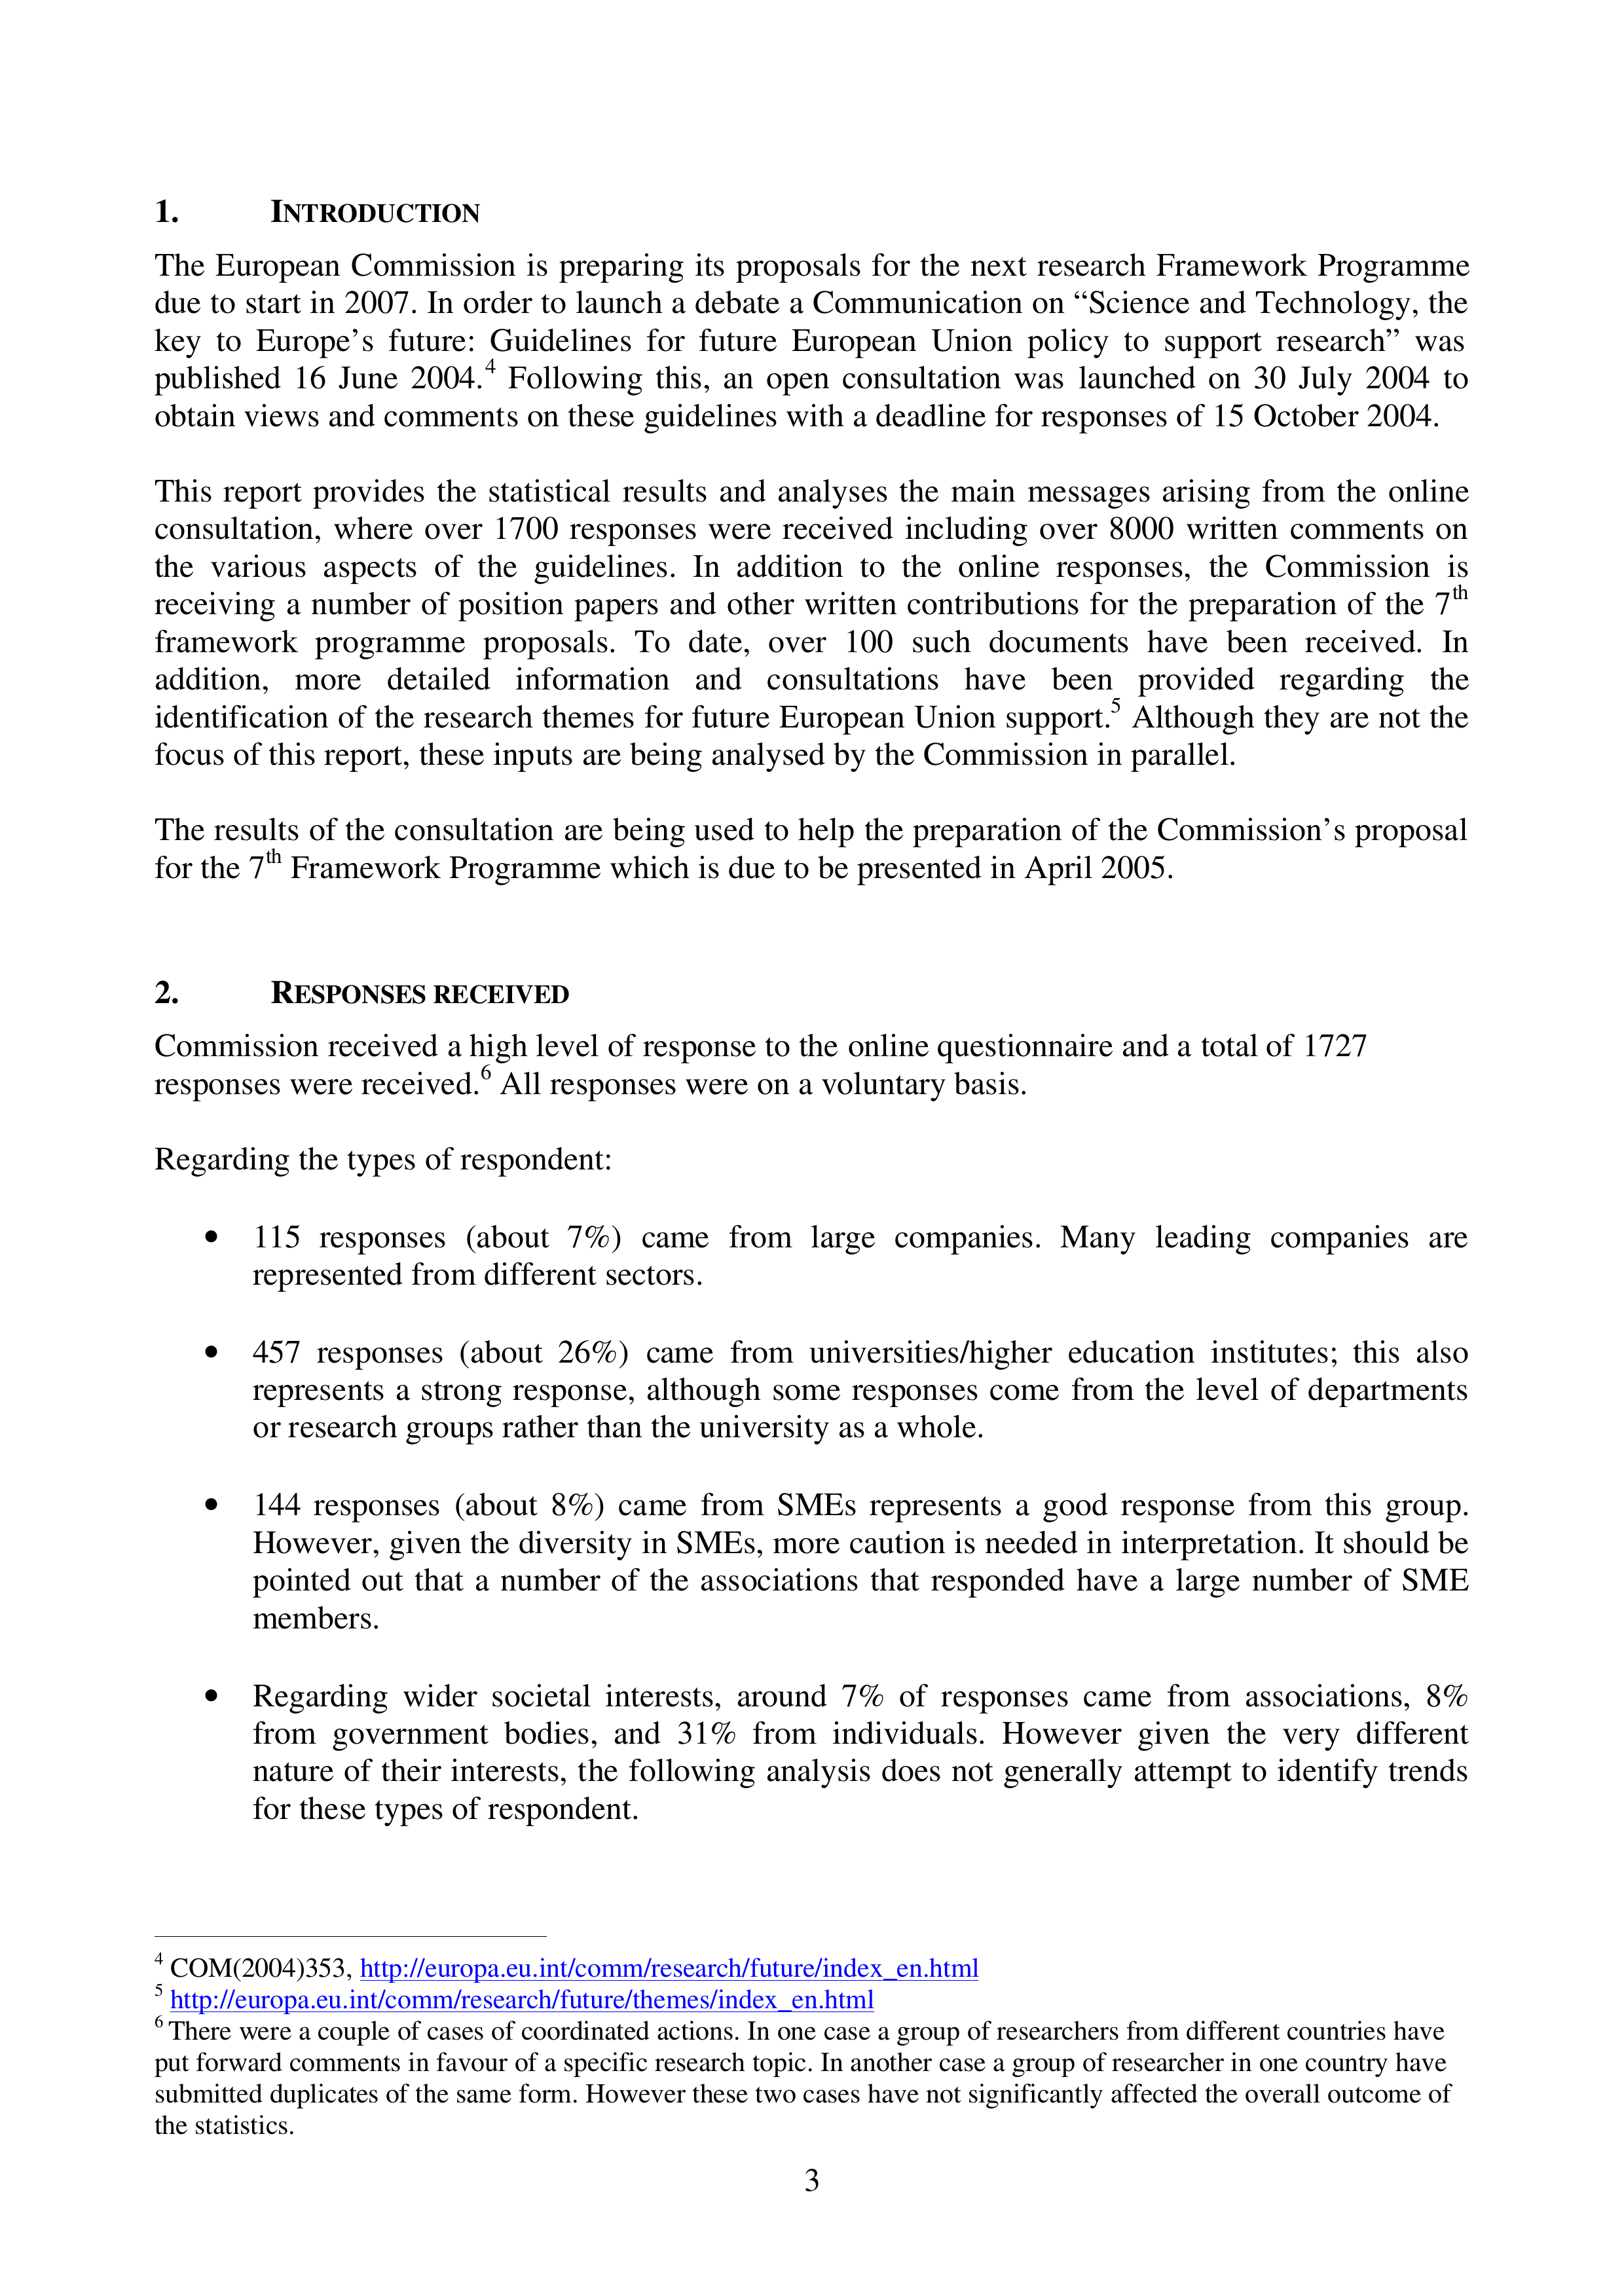 1. INTRODUCTION
The European Commission is preparing its proposals for the next research Framework Programme
due to start in 2007. In order to launch a debate a Communication on “Science and Technology, the
key to Europe’s future: Guidelines for future European Union policy to support research” was
published 16 June 2004.4 Following this, an open consultation was launched on 30 July 2004 to
obtain views and comments on these guidelines with a deadline for responses of 15 October 2004.
This report provides the statistical results and analyses the main messages arising from the online
consultation, where over 1700 responses were received including over 8000 written comments on
the various aspects of the guidelines. In addition to the online responses, the Commission is
receiving a number of position papers and other written contributions for the preparation of the 7th
framework programme proposals. To date, over 100 such documents have been received. In
addition, more detailed information and consultations have been provided regarding the
identification of the research themes for future European Union support.5 Although they are not the
focus of this report, these inputs are being analysed by the Commission in parallel.
The results of the consultation are being used to help the preparation of the Commission’s proposal
for the 7th Framework Programme which is due to be presented in April 2005.
2. RESPONSES RECEIVED
Commission received a high level of response to the online questionnaire and a total of 1727
responses were received.6 All responses were on a voluntary basis.
Regarding the types of respondent:
• 115 responses (about 7%) came from large companies. Many leading companies are
represented from different sectors.
• 457 responses (about 26%) came from universities/higher education institutes; this also
represents a strong response, although some responses come from the level of departments
or research groups rather than the university as a whole.
• 144 responses (about 8%) came from SMEs represents a good response from this group.
However, given the diversity in SMEs, more caution is needed in interpretation. It should be
pointed out that a number of the associations that responded have a large number of SME
members.
• Regarding wider societal interests, around 7% of responses came from associations, 8%
from government bodies, and 31% from individuals. However given the very different
nature of their interests, the following analysis does not generally attempt to identify trends
for these types of respondent.
4 COM(2004)353, http://europa.eu.int/comm/research/future/index_en.html
5 http://europa.eu.int/comm/research/future/themes/index_en.html
6 There were a couple of cases of coordinated actions. In one case a group of researchers from different countries have
put forward comments in favour of a specific research topic. In another case a group of researcher in one country have
submitted duplicates of the same form. However these two cases have not significantly affected the overall outcome of
the statistics.
3